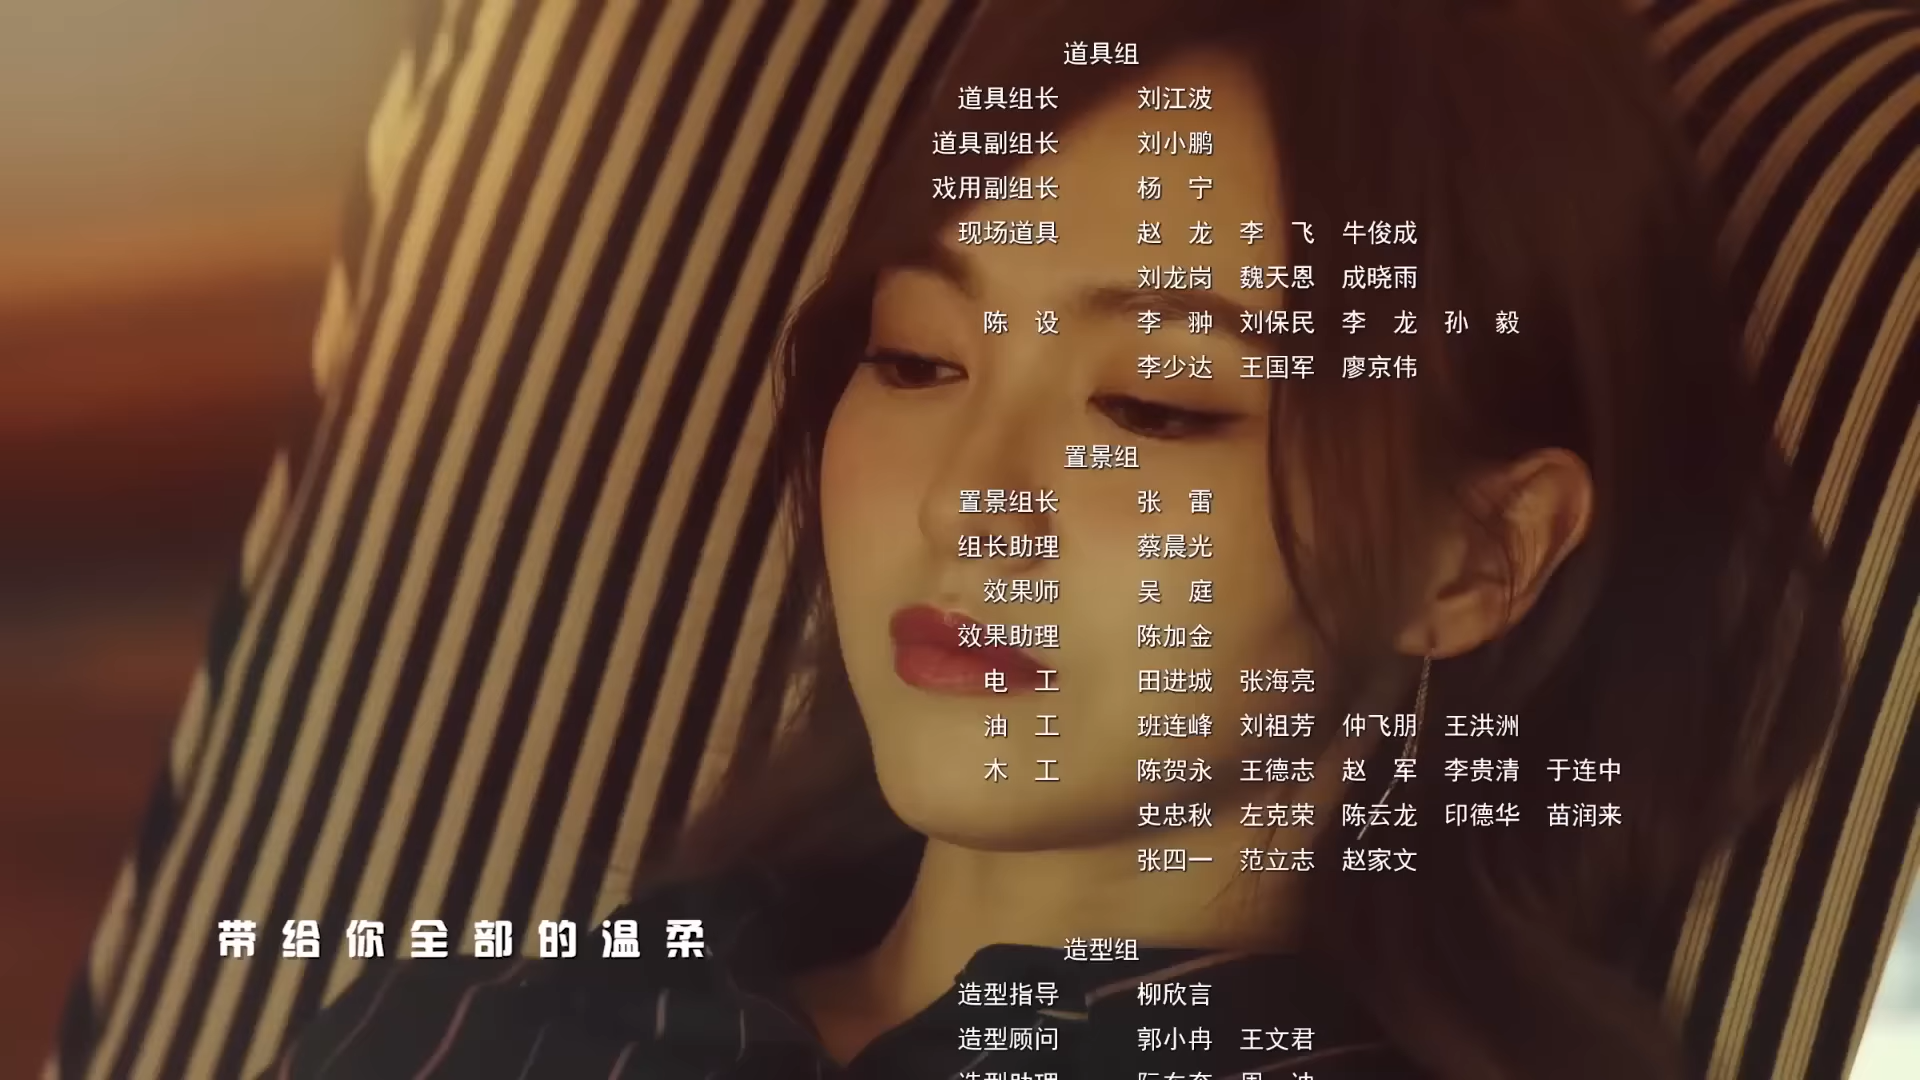 道具组
道具组长 刘江波
道具副组长 刘小鹏
戏用副组长 杨 宁
现场道具 赵 龙 李 飞 牛俊成
刘龙岗 魏天恩 成晓雨
陈 设 李 翀 刘保民 李 龙 孙 毅
李少达 王国军 廖京伟
置景组
置景组长 张 雷
组长助理 蔡晨光
效果师 吴 庭
效果助理 陈加金
电 工 田进城 张海亮
油 工 班连峰 刘祖芳 仲飞朋 王洪洲
木 工 陈贺永 王德志 赵 军 李贵清 于连中
史忠秋 左克荣 陈云龙 印德华 苗润来
张四一 范立志 赵家文
带给你全部的温柔
造型组
造型指导 柳欣言
造型顾问 郭小冉 王文君
造型助理